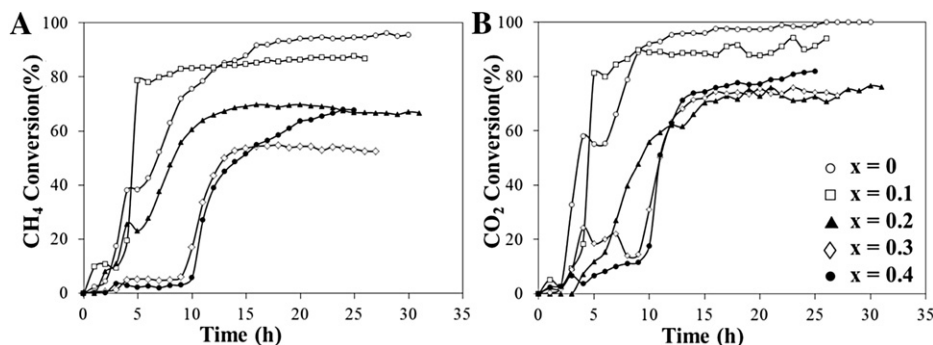 A
CH₄ Conversion(%)
100
80
60
40
20
0
0 5 10 15 20 25 30 35
Time (h)
B
CO₂ Conversion(%)
100
80
60
40
20
0
0 5 10 15 20 25 30 35
Time (h)
x = 0
x = 0.1
x = 0.2
x = 0.3
x = 0.4